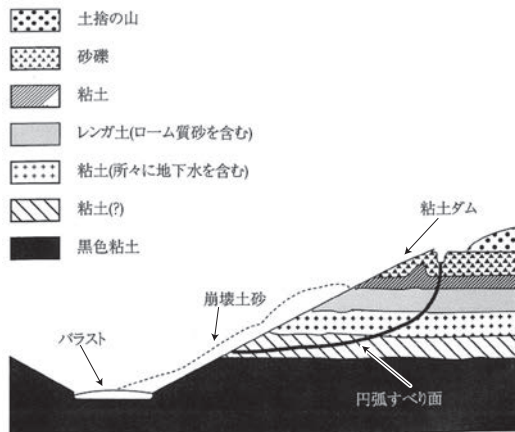 土捨の山
砂礫
粘土
レンガ土(ローム質砂を含む)
粘土(所々に地下水を含む)
粘土(?)
黒色粘土
粘土ダム
崩壊土砂
バラスト
円弧すべり面